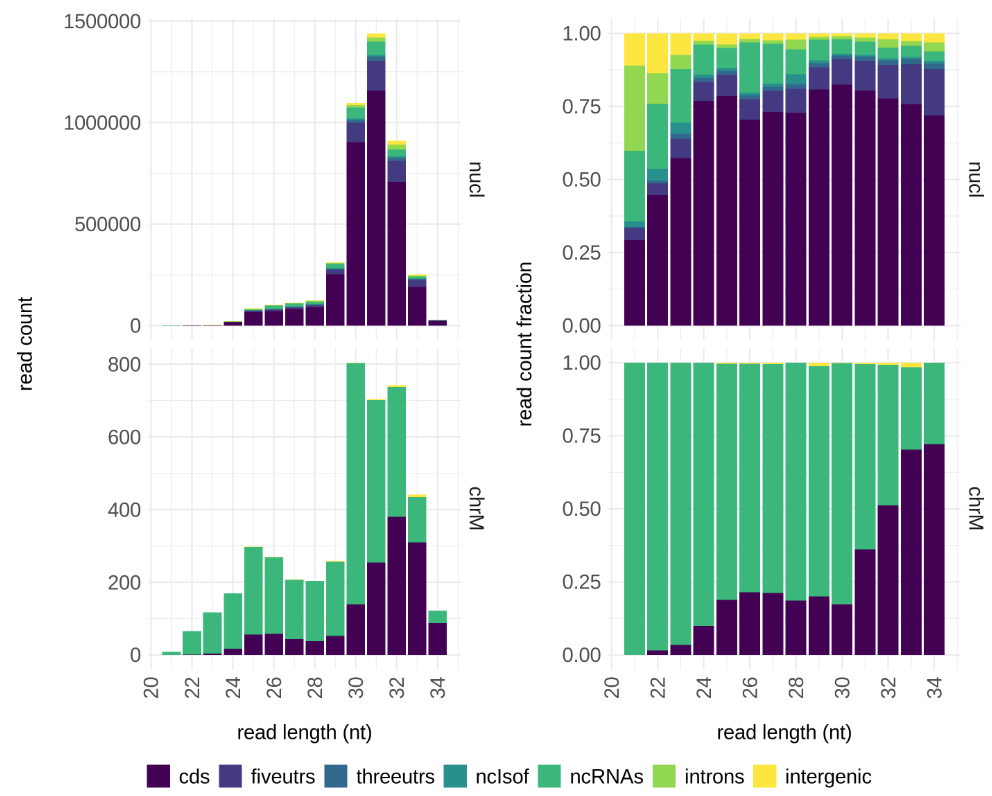 1500000
1000000
500000
0
nucl
800
600
400
200
0
chrM
read count
20 22 24 26 28 30 32 34
read length (nt)
1.00
0.75
0.50
0.25
0.00
nucl
1.00
0.75
0.50
0.25
0.00
chrM
read count fraction
20 22 24 26 28 30 32 34
read length (nt)
cds fiveutrs threeutrs ncIsof ncRNAs introns intergenic